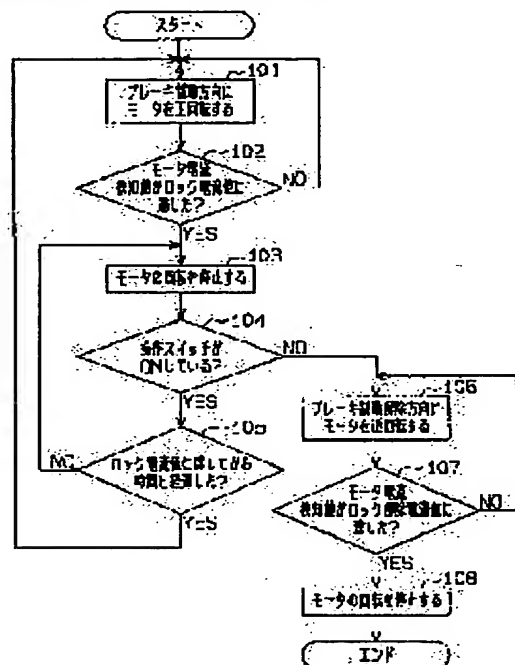 スタート
101
ブレーキ制動方向に
モータを正回転する
102
モータ電流
検知値がロック電流値に
達した?
NO
YES
103
モータの回転を停止する
104
操作スイッチが
ONしている?
NO
YES
105
ロック電流値に達してから
時間 経過した?
NO
YES
106
ブレーキ制動解除方向に
モータを逆回転する
107
モータ電流
検知値がロック解除電流値に
達した?
NO
YES
108
モータの回転を停止する
エンド